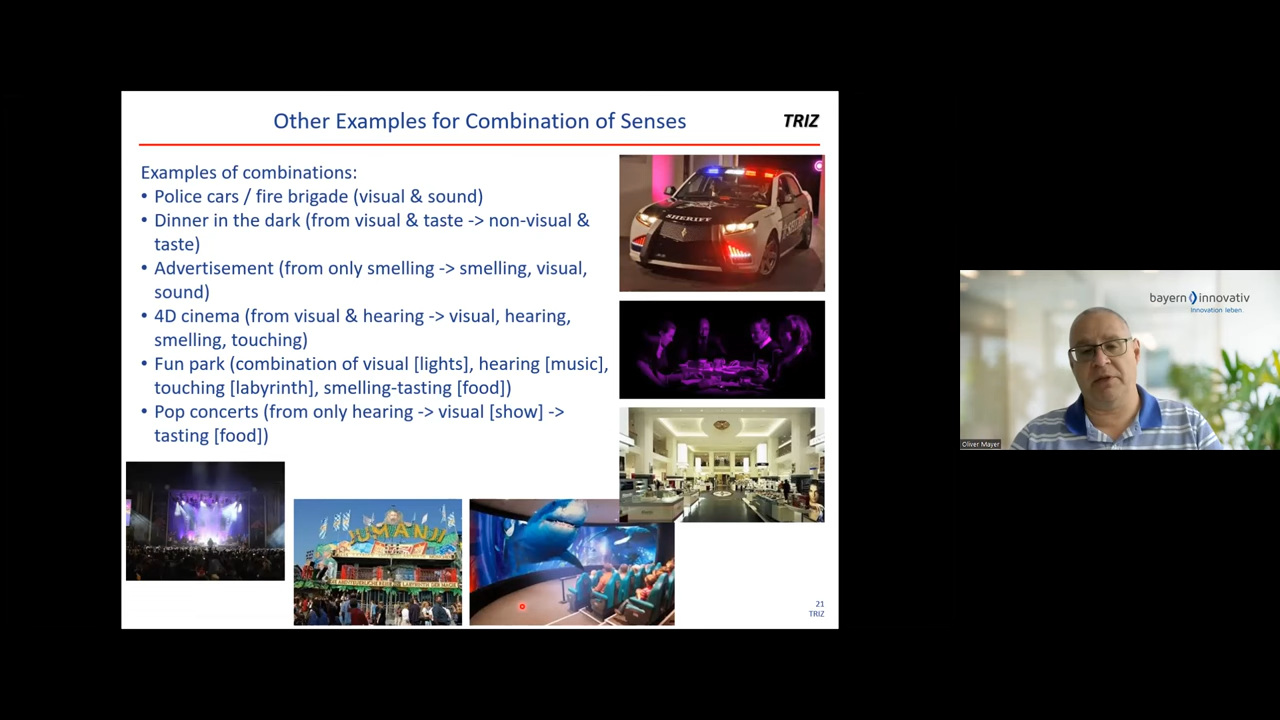 Other Examples for Combination of Senses
TRIZ
Examples of combinations:
• Police cars / fire brigade (visual & sound)
• Dinner in the dark (from visual & taste -> non-visual &
taste)
• Advertisement (from only smelling -> smelling, visual,
sound)
• 4D cinema (from visual & hearing -> visual, hearing,
smelling, touching)
• Fun park (combination of visual [lights], hearing [music],
touching [labyrinth], smelling-tasting [food])
• Pop concerts (from only hearing -> visual [show] ->
tasting [food])
SHERIFF
JUMANJI
21
TRIZ
bayern innovativ
Innovation leben
Oliver Mayer